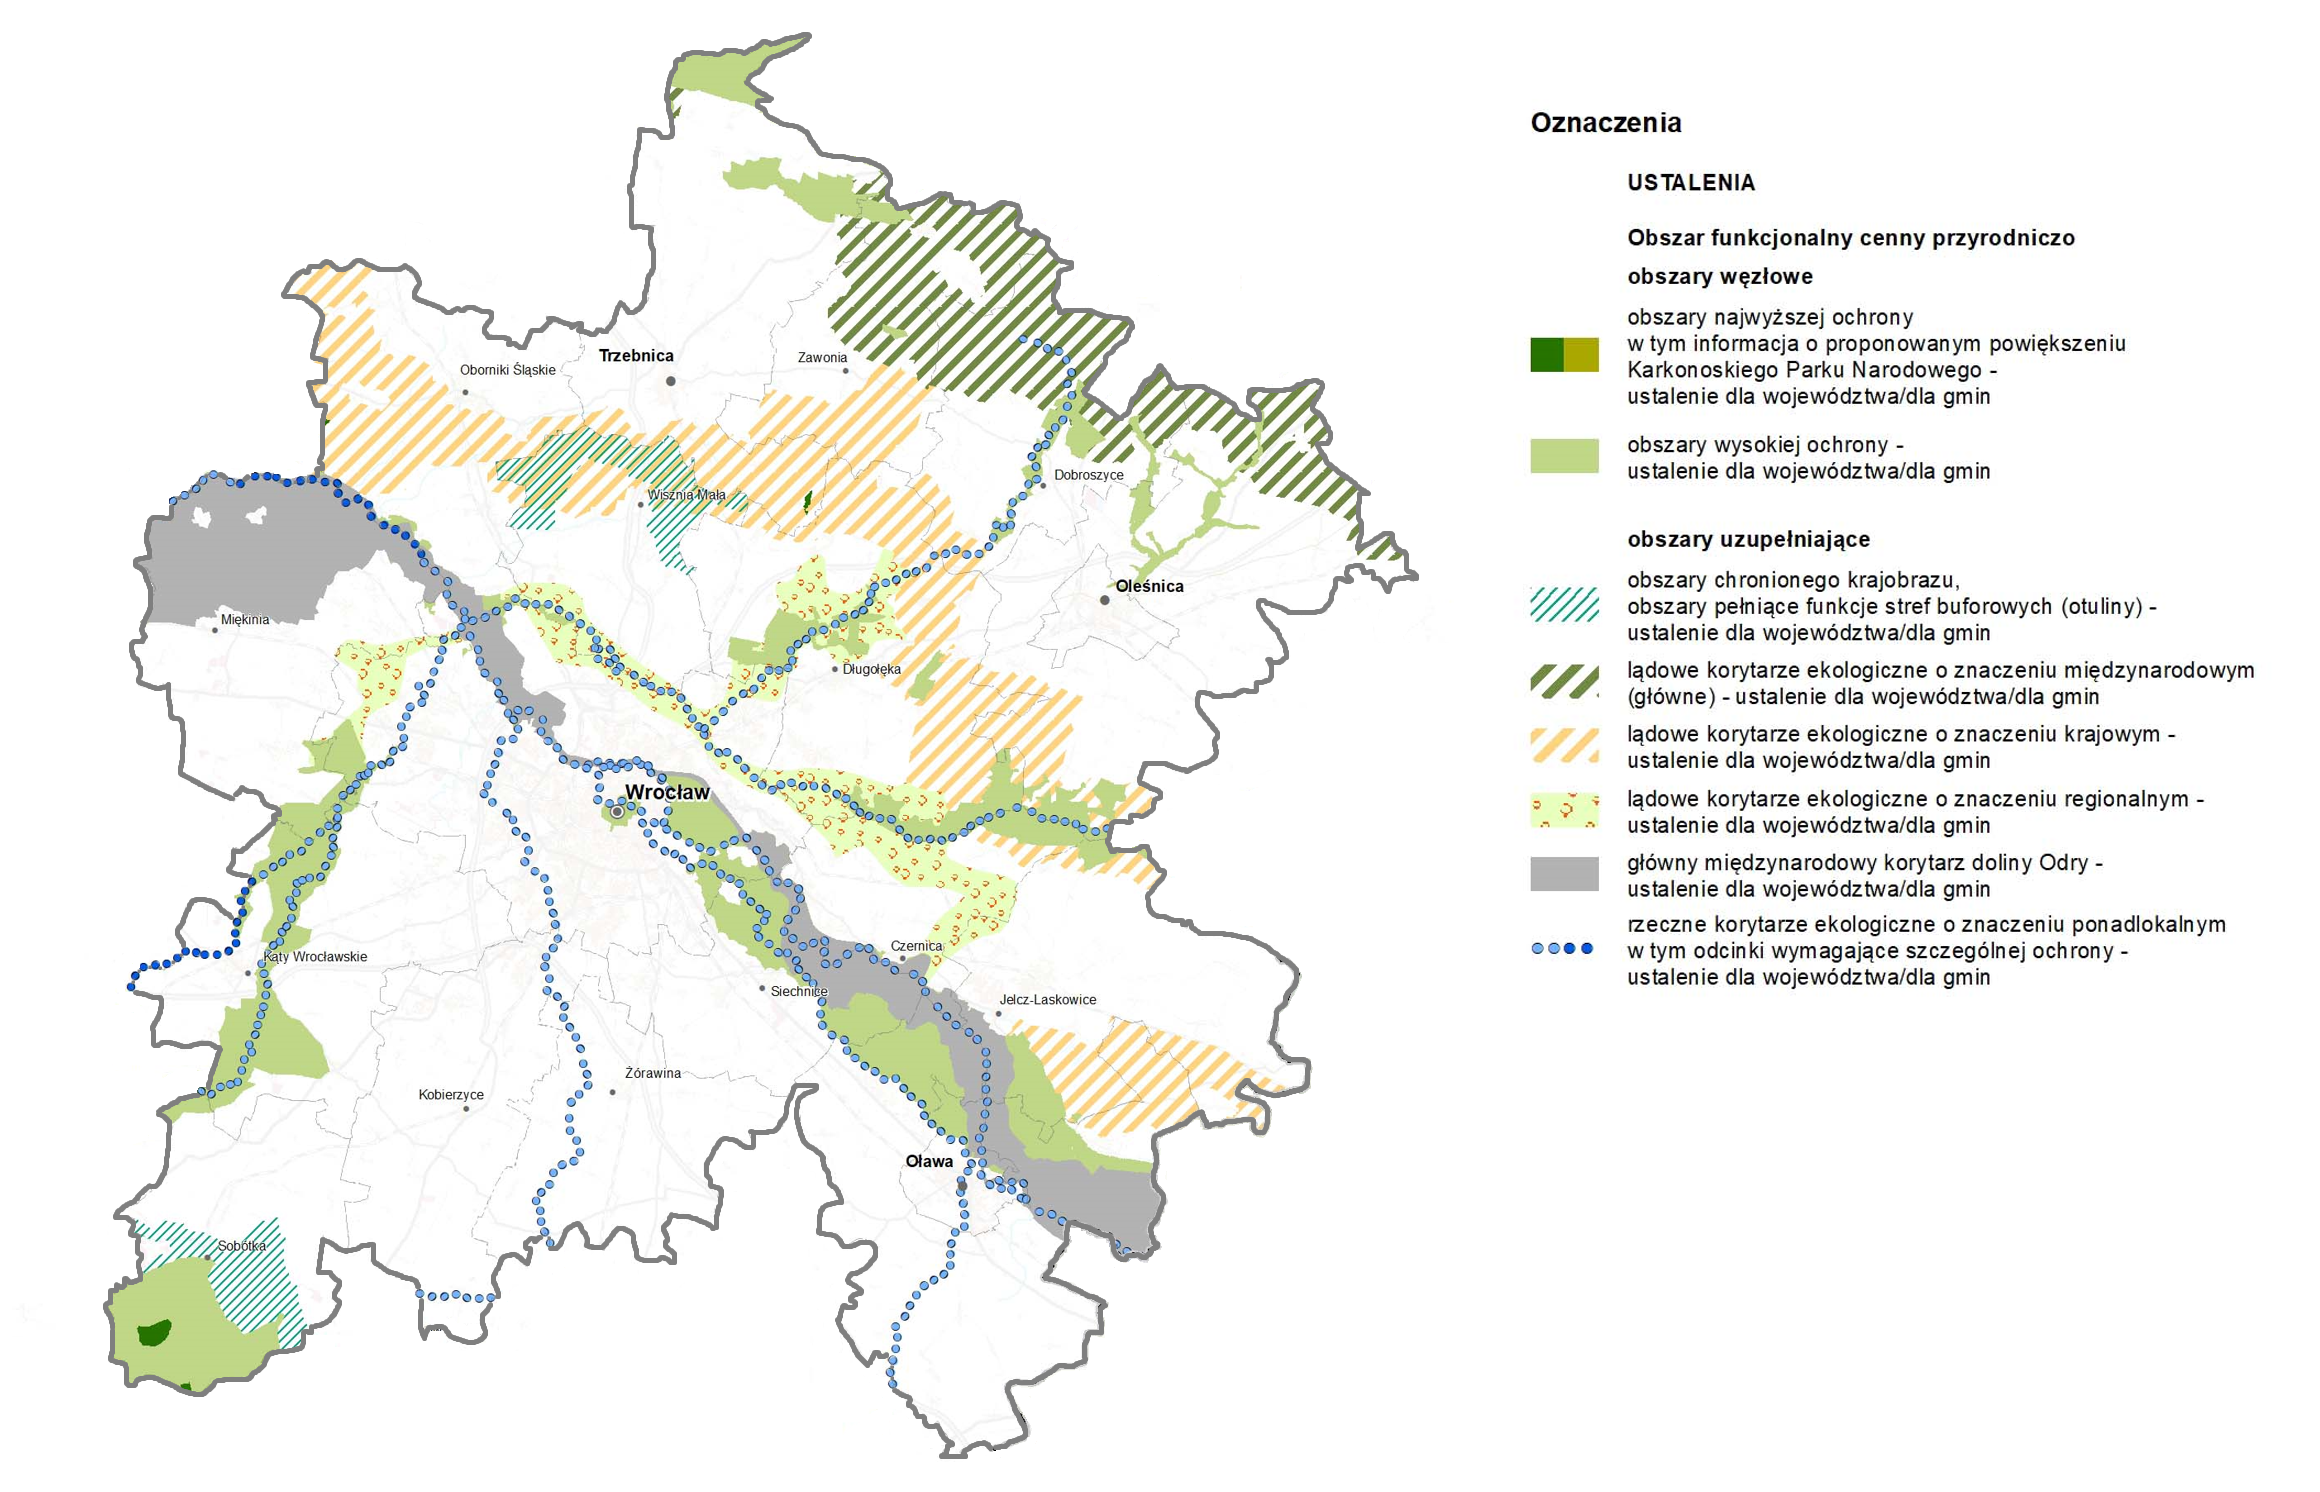 Trzebnica
Zawonia
Oborniki Śląskie
Dobroszyce
Wisznia Mała
Oleśnica
Miękinia
Długołęka
Wrocław
Czernica
Kąty Wrocławskie
Siechnice
Jelcz-Laskowice
Żórawina
Kobierzyce
Oława
Sobótka
Oznaczenia
USTALENIA
Obszar funkcjonalny cenny przyrodniczo
obszary węzłowe
obszary najwyższej ochrony
w tym informacja o proponowanym powiększeniu
Karkonoskiego Parku Narodowego -
ustalenie dla województwa/dla gmin
obszary wysokiej ochrony -
ustalenie dla województwa/dla gmin
obszary uzupełniające
obszary chronionego krajobrazu,
obszary pełniące funkcje stref buforowych (otuliny) -
ustalenie dla województwa/dla gmin
lądowe korytarze ekologiczne o znaczeniu międzynarodowym
(główne) - ustalenie dla województwa/dla gmin
lądowe korytarze ekologiczne o znaczeniu krajowym -
ustalenie dla województwa/dla gmin
lądowe korytarze ekologiczne o znaczeniu regionalnym -
ustalenie dla województwa/dla gmin
główny międzynarodowy korytarz doliny Odry -
ustalenie dla województwa/dla gmin
rzeczne korytarze ekologiczne o znaczeniu ponadlokalnym
w tym odcinki wymagające szczególnej ochrony -
ustalenie dla województwa/dla gmin